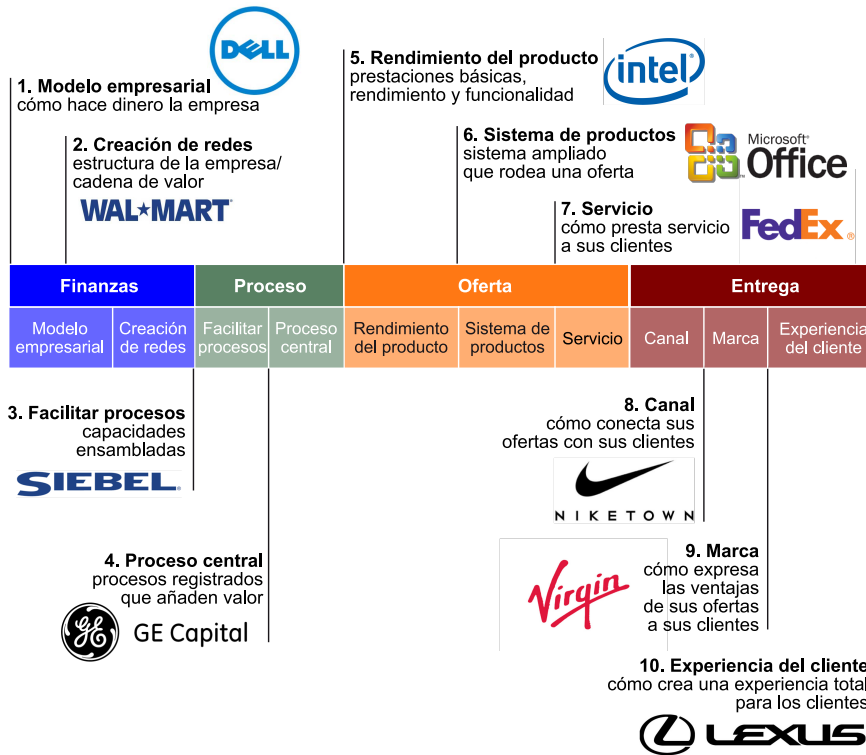 DELL
1. Modelo empresarial
cómo hace dinero la empresa
2. Creación de redes
estructura de la empresa/
cadena de valor
WAL★MART
5. Rendimiento del producto
prestaciones básicas,
rendimiento y funcionalidad
intel
6. Sistema de productos
sistema ampliado
que rodea una oferta
Microsoft
Office
7. Servicio
cómo presta servicio
a sus clientes
FedEx
Finanzas
Proceso
Oferta
Entrega
Modelo
empresarial
Creación
de redes
Facilitar
procesos
Proceso
central
Rendimiento
del producto
Sistema de
productos
Servicio
Canal
Marca
Experiencia
del cliente
3. Facilitar procesos
capacidades
ensambladas
SIEBEL
4. Proceso central
procesos registrados
que añaden valor
GE
GE Capital
8. Canal
cómo conecta sus
ofertas con sus clientes
NIKETOWN
9. Marca
cómo expresa
las ventajas
de sus ofertas
a sus clientes
Virgin
10. Experiencia del cliente
cómo crea una experiencia total
para los clientes
LEXUS